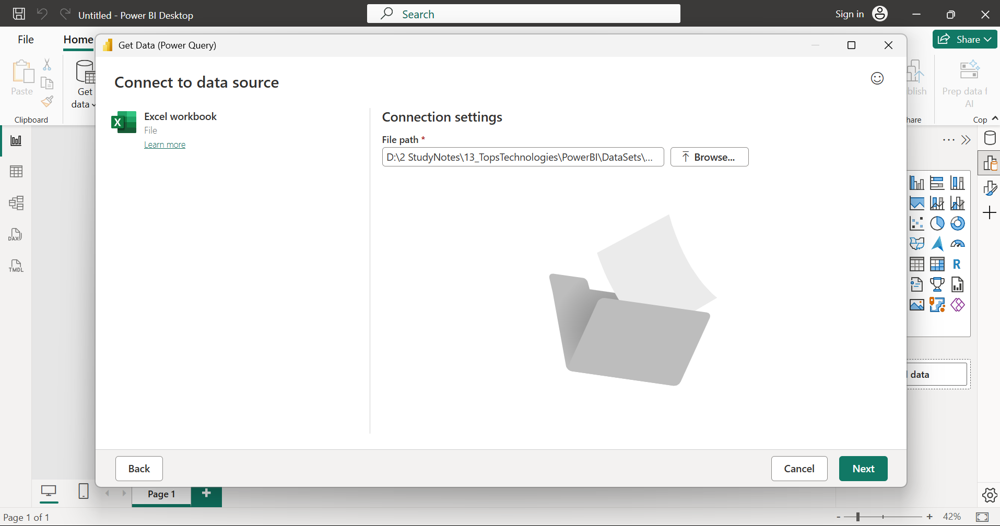 Untitled - Power BI Desktop
Search
Sign in
File
Home
Share
Get Data (Power Query)
Paste
Get
data
Clipboard
Connect to data source
Excel workbook
File
Learn more
Connection settings
File path *
D:\2 StudyNotes\13_TopsTechnologies\PowerBI\DataSets\...
Browse...
blish
Prep data f
AI
hare
Cop
DAX
TMDL
R
data
Back
Cancel
Next
Page 1
+
Page 1 of 1
-
+
42%